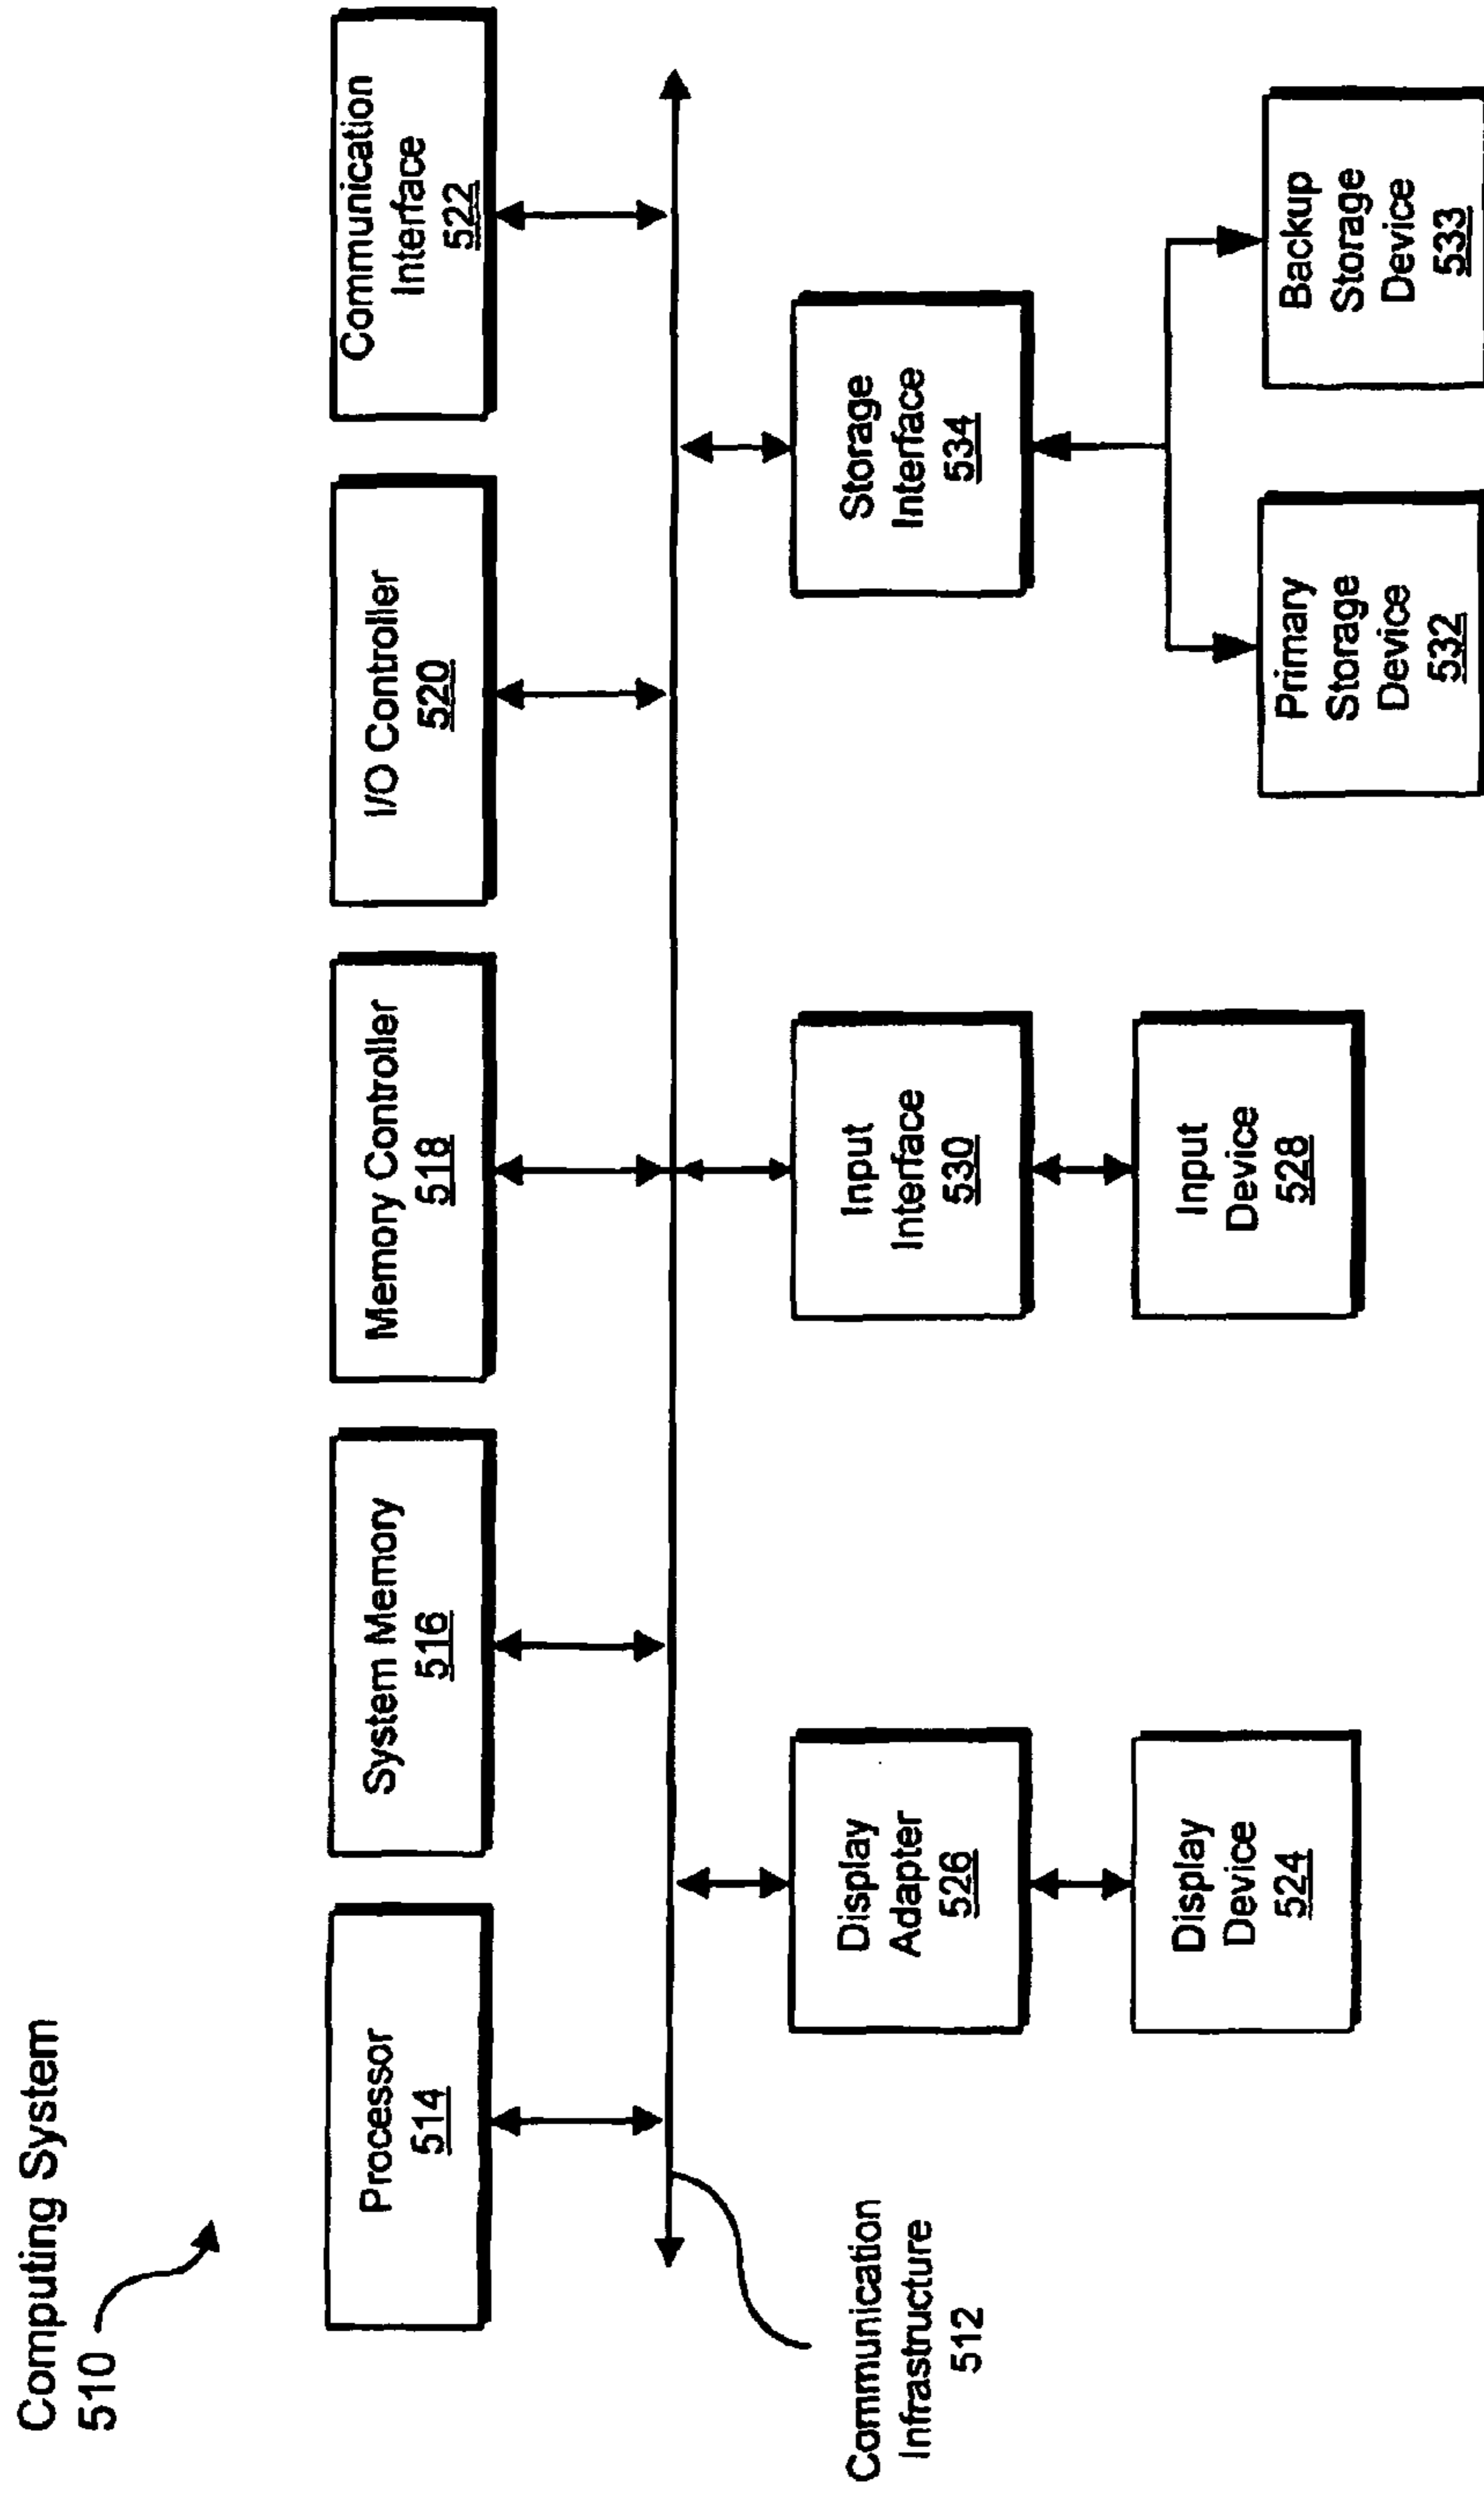 Computing System
510
Processor
514
System Memory
516
Memory Controller
518
I/O Controller
520
Communication
Interface
522
Communication
Infrastructure
512
Display
Adapter
526
Input
Interface
530
Storage
Interface
534
Display
Device
524
Input
Device
528
Primary
Storage
Device
532
Backup
Storage
Device
533